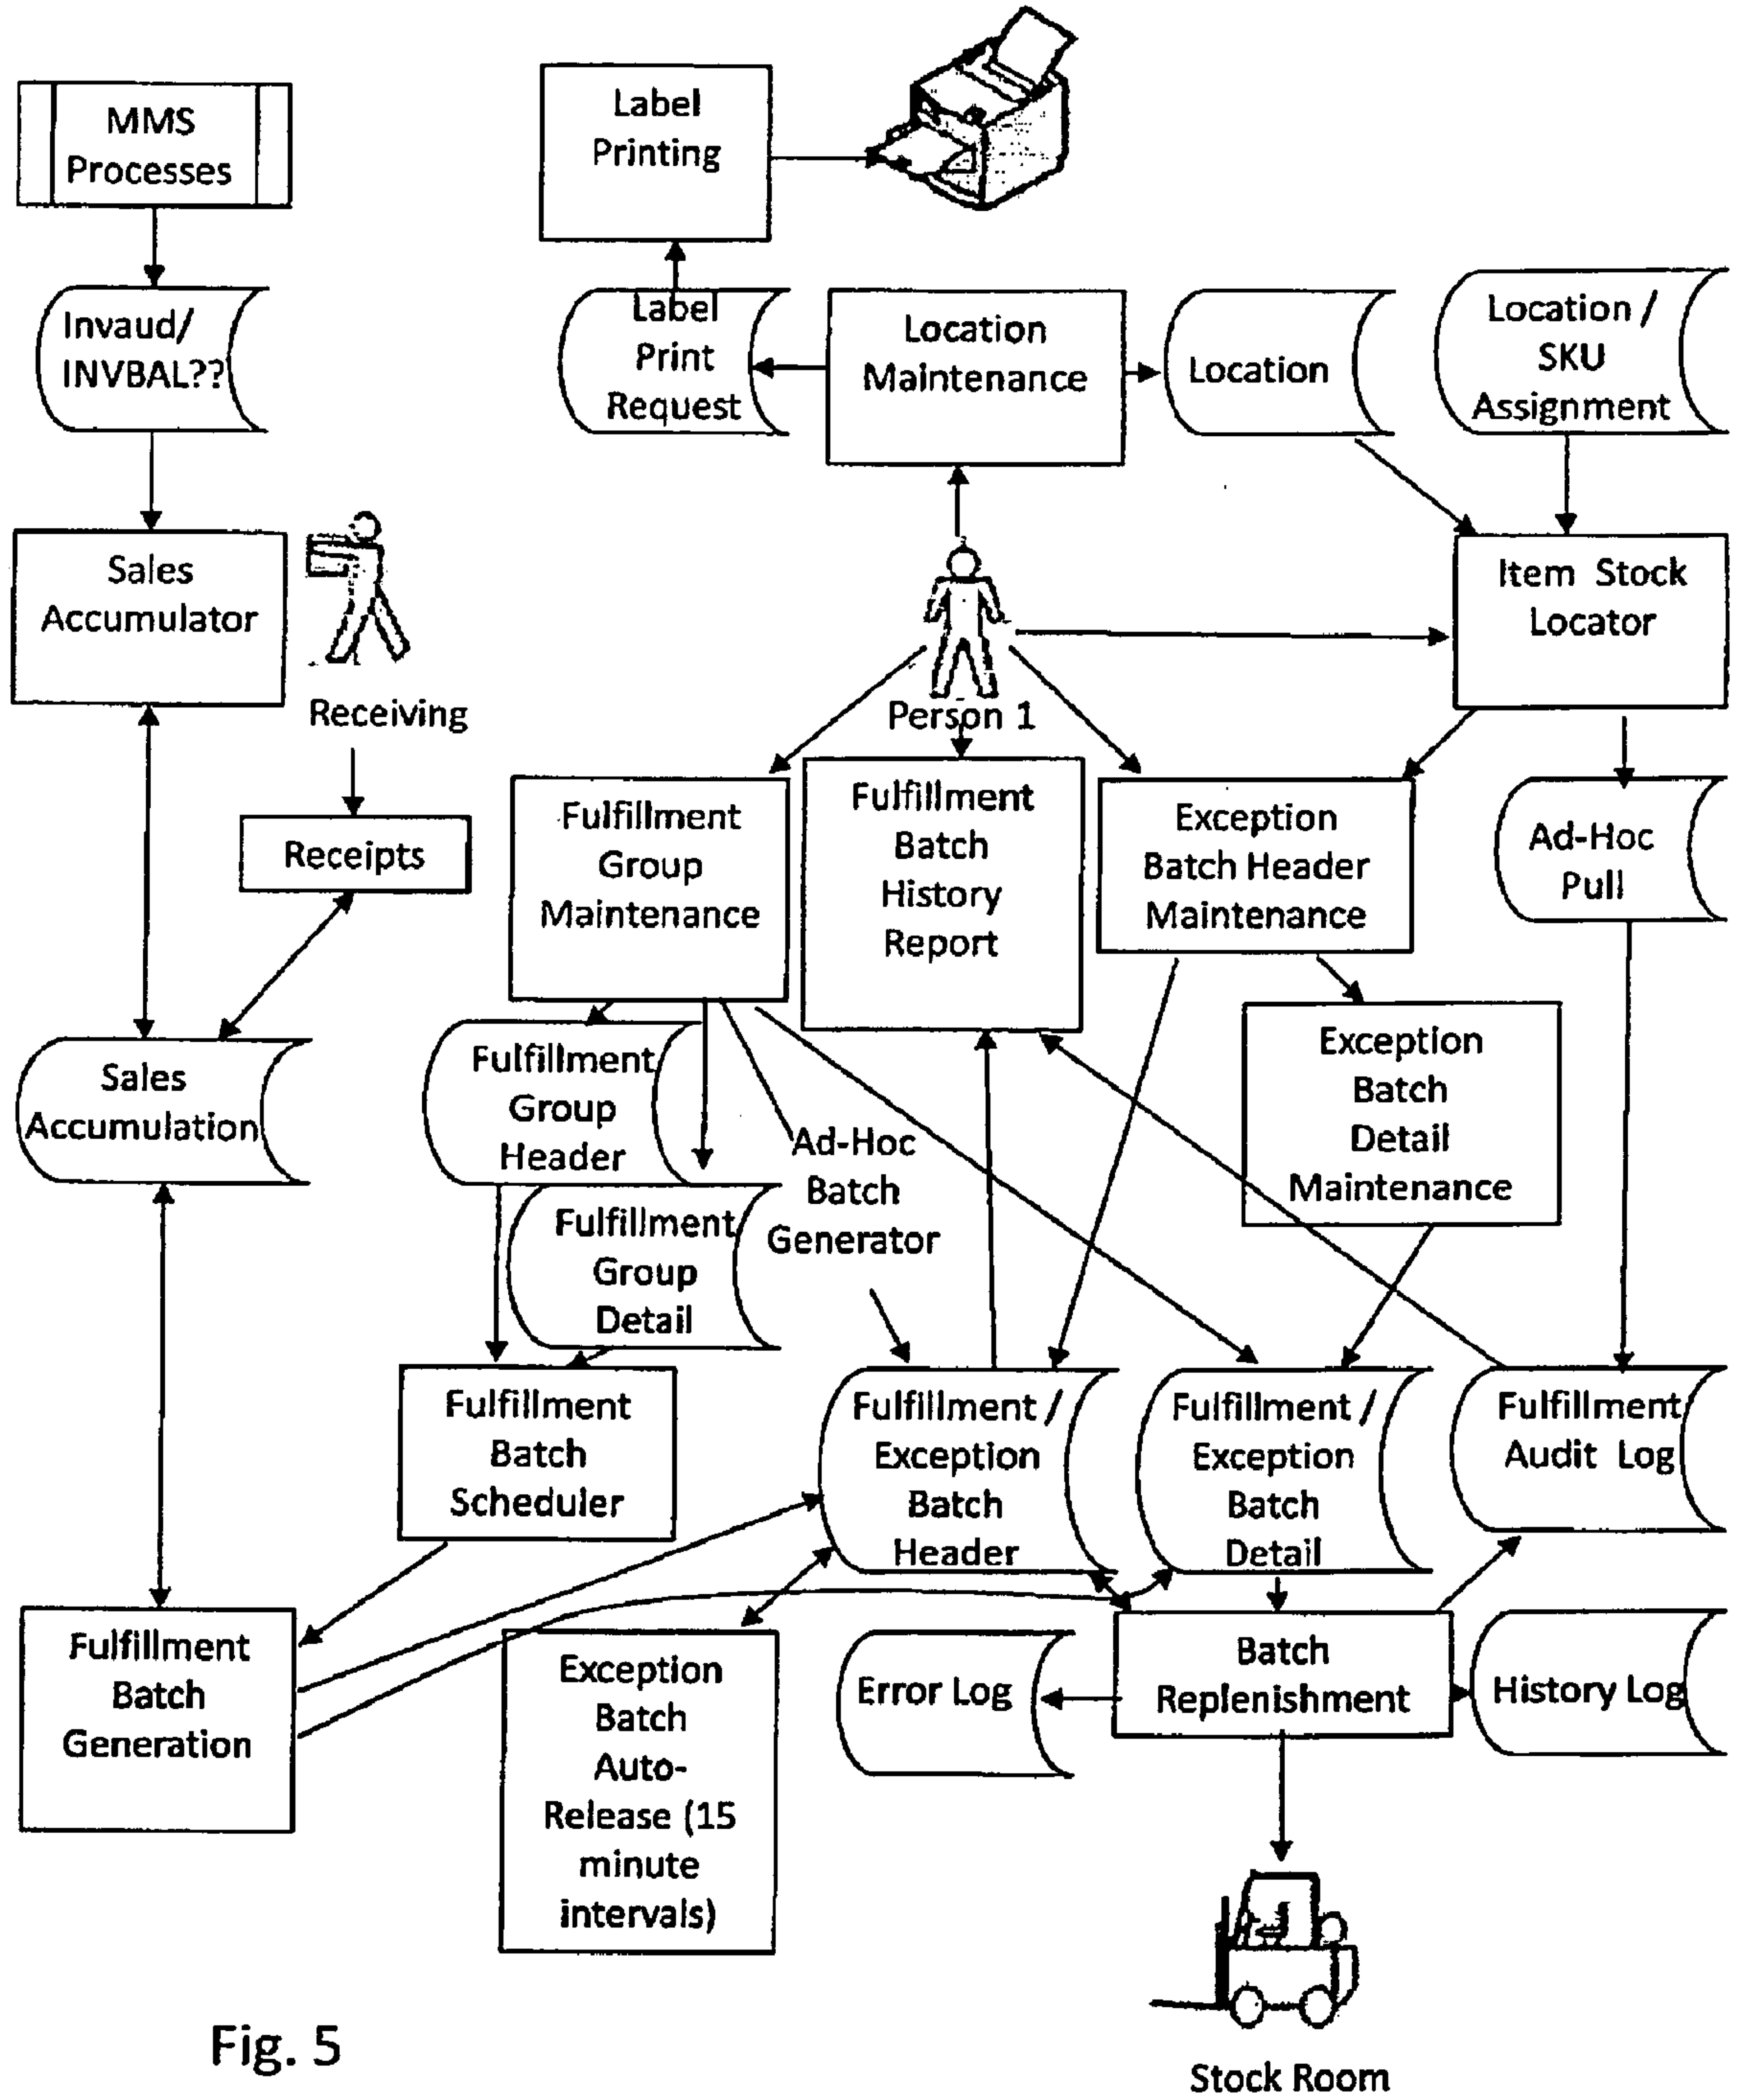 MMS
Processes
Label
Printing
Invaud/
INVBAL??
Label
Print
Request
Location
Maintenance
Location
Location /
SKU
Assignment
Sales
Accumulator
Receiving
Person 1
Item Stock
Locator
Receipts
Fulfillment
Group
Maintenance
Fulfillment
Batch
History
Report
Exception
Batch Header
Maintenance
Ad-Hoc
Pull
Sales
Accumulation
Fulfillment
Group
Header
Ad-Hoc
Batch
Generator
Exception
Batch
Detail
Maintenance
Fulfillment
Group
Detail
Fulfillment
Batch
Scheduler
Fulfillment /
Exception
Batch
Header
Fulfillment /
Exception
Batch
Detail
Fulfillment
Audit Log
Fulfillment
Batch
Generation
Exception
Batch
Auto-
Release (15
minute
intervals)
Error Log
Batch
Replenishment
History Log
Stock Room
Fig. 5